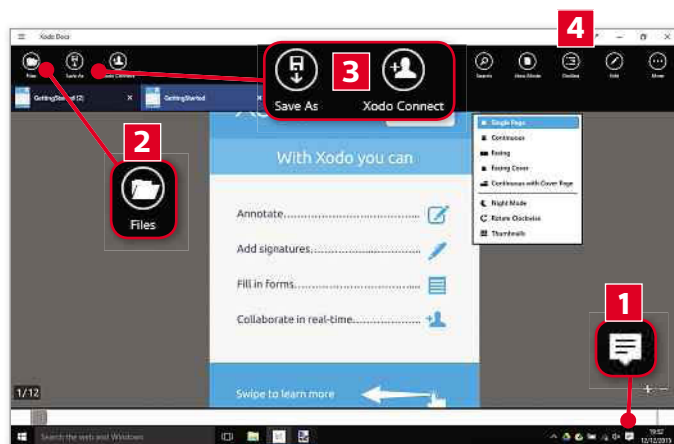 Xodo Docs
4
Files
Save As
Xodo Connect
3
Save As
Xodo Connect
Search
View Mode
Outline
Edit
More
GettingStarted (2)
GettingStarted
2
Files
With Xodo you can
Annotate
Add signatures
Fill in forms
Collaborate in real-time
Swipe to learn more
Single Page
Continuous
Facing
Facing Cover
Continuous with Cover Page
Night Mode
Rotate Clockwise
Thumbnails
1
1/12
Search the web and Windows
19:52
12/12/2015